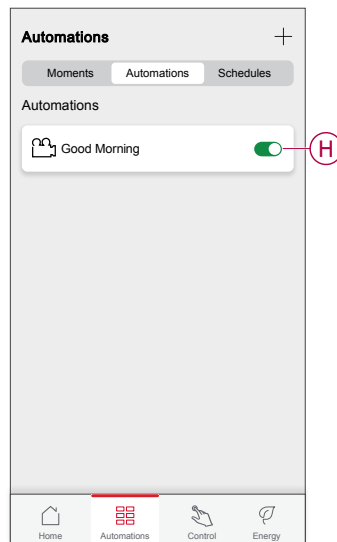 Automations
Moments Automations Schedules
Automations
Good Morning
H
Home Automations Control Energy